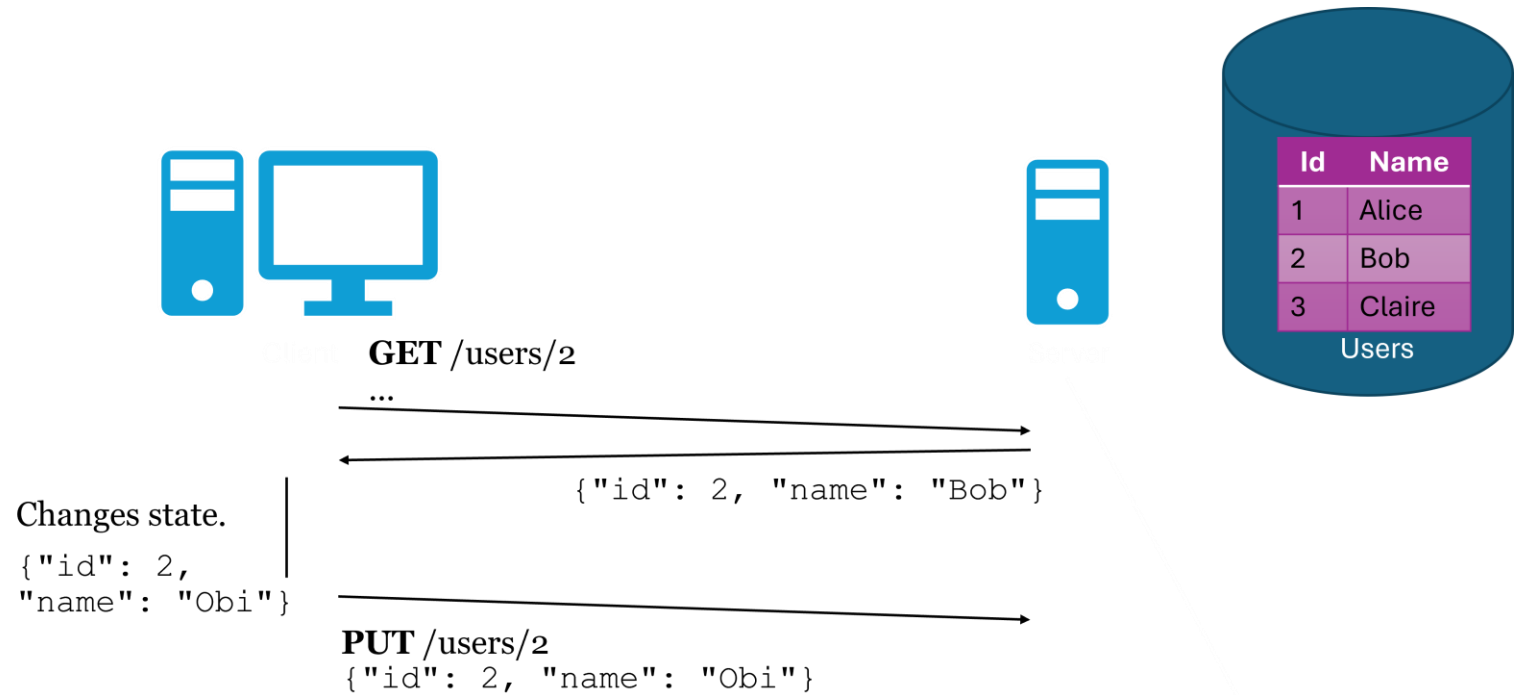 Id Name
1 Alice
2 Bob
3 Claire
Users
GET /users/2
...
{"id": 2, "name": "Bob"}
Changes state.
{"id": 2,
"name": "Obi"}
PUT /users/2
{"id": 2, "name": "Obi"}